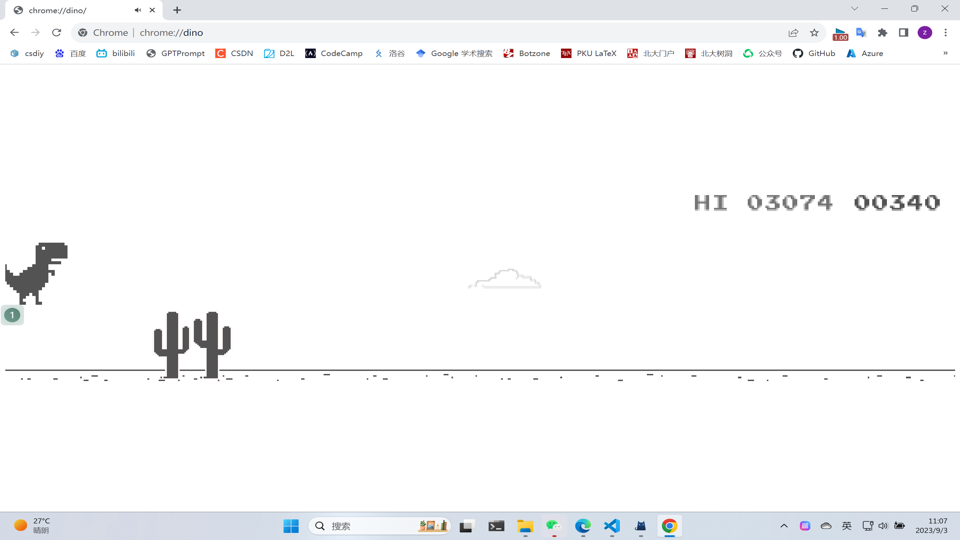 chrome://dino/
Chrome | chrome://dino
1.00
z
csdiy 百度 bilibili GPTPrompt CSDN D2L CodeCamp 洛谷 Google 学术搜索 Botzone PKU LaTeX 北大门户 北大树洞 公众号 GitHub Azure »
HI 03074 00340
1
27°C
晴朗
搜索
英
11:07
2023/9/3